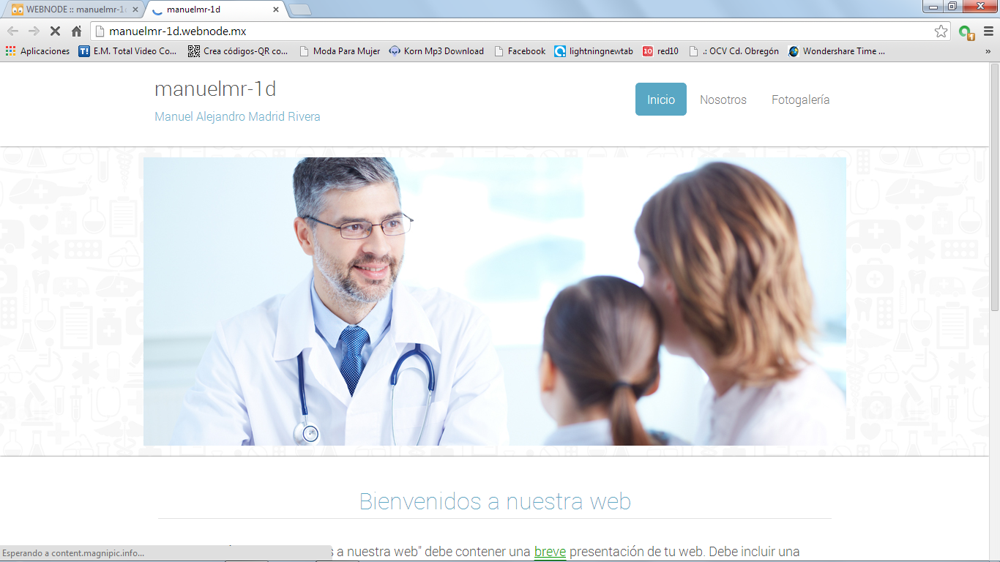 WEBNODE :: manuelmr-1d
manuelmr-1d
manuelmr-1d.webnode.mx
1
Aplicaciones
T! E.M. Total Video Co...
Crea códigos-QR co...
Moda Para Mujer
Korn Mp3 Download
Facebook
lightningnewtab
10 red10
.: OCV Cd. Obregón
Wondershare Time ...
»
manuelmr-1d
Manuel Alejandro Madrid Rivera
Inicio
Nosotros
Fotogalería
Bienvenidos a nuestra web
s a nuestra web" debe contener una breve presentación de tu web. Debe incluir una
Esperando a content.magnipic.info...